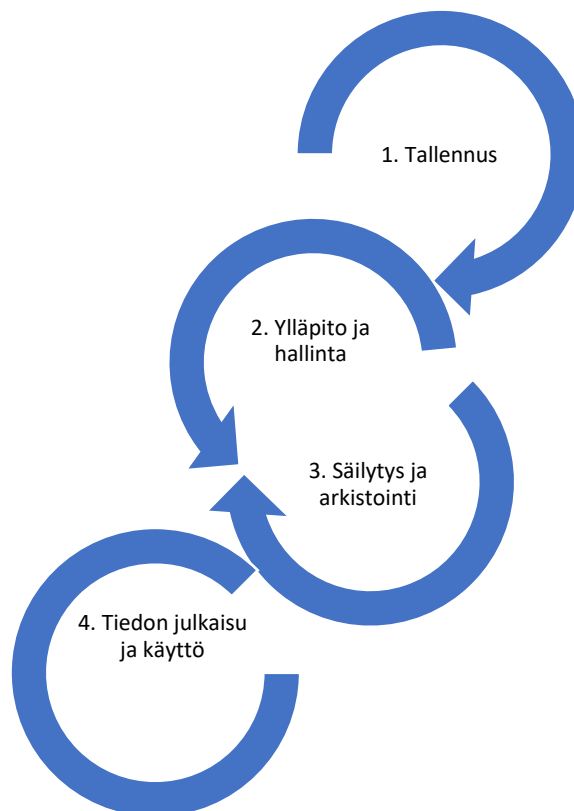 1. Tallennus
2. Ylläpito ja
hallinta
3. Säilytys ja
arkistointi
4. Tiedon julkaisu
ja käyttö